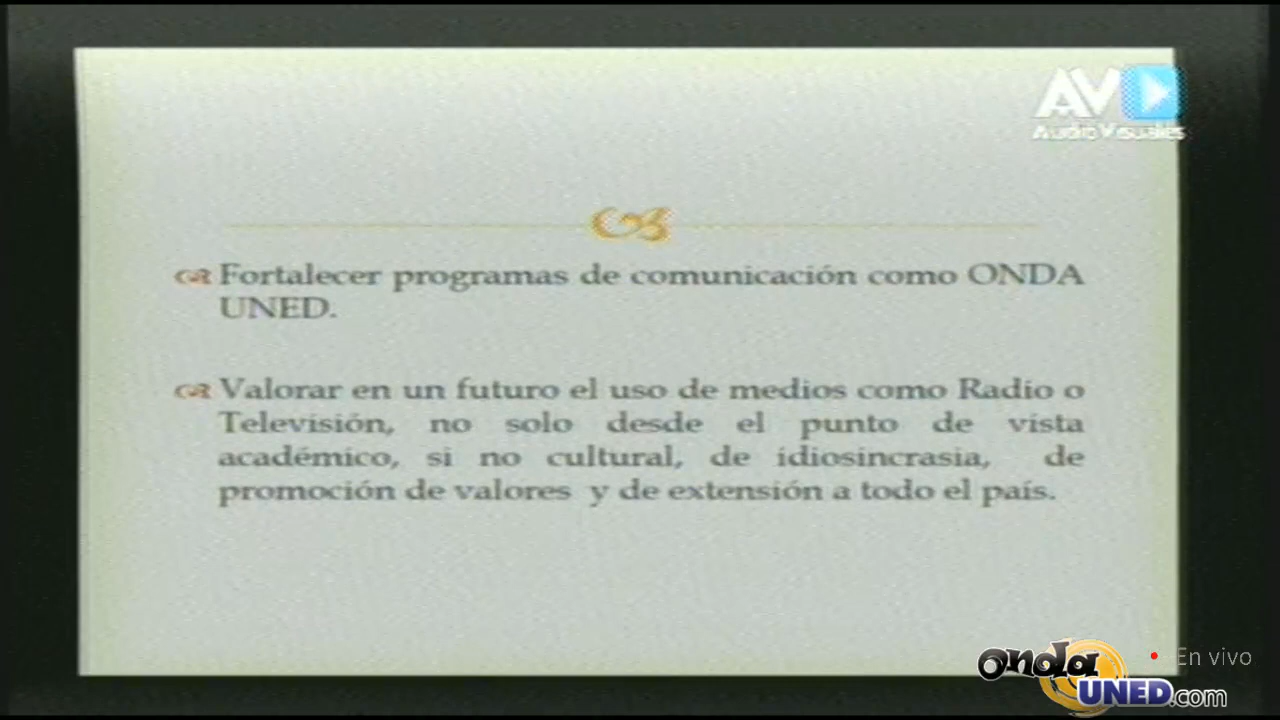 AV
AudioVisuales
Fortalecer programas de comunicación como ONDA
UNED.
Valorar en un futuro el uso de medios como Radio o
Televisión, no solo desde el punto de vista
académico, si no cultural, de idiosincrasia, de
promoción de valores y de extensión a todo el país.
En vivo
onda
UNED.com